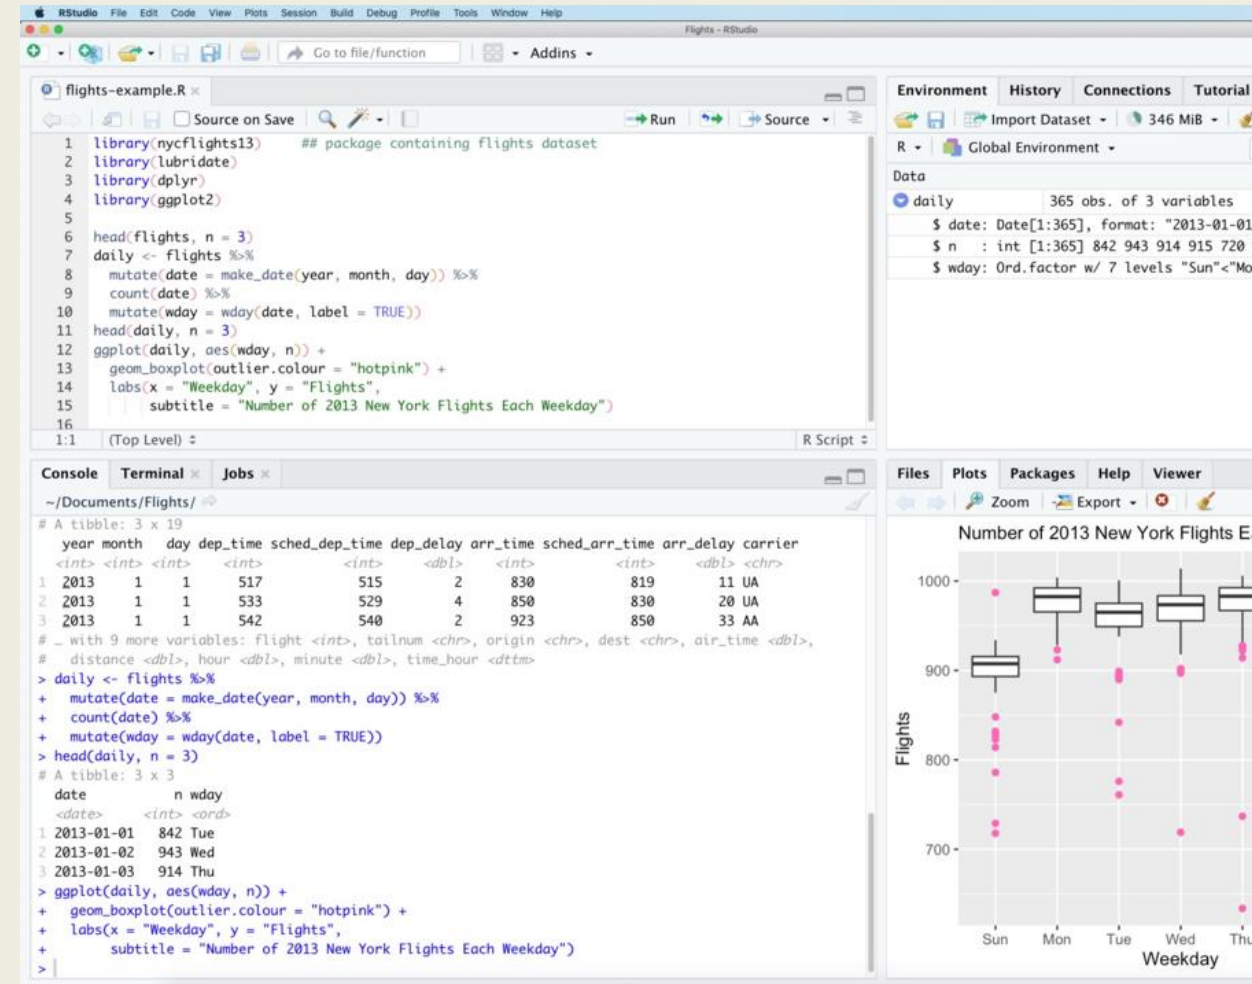 RStudio File Edit Code View Plots Session Build Debug Profile Tools Window Help
Flights - RStudio
Go to file/function Addins
flights-example.R
Source on Save Run Source
1 library(nycflights13) ## package containing flights dataset
2 library(lubridate)
3 library(dplyr)
4 library(ggplot2)
5
6 head(flights, n = 3)
7 daily <- flights %>%
8 mutate(date = make_date(year, month, day)) %>%
9 count(date) %>%
10 mutate(wday = wday(date, label = TRUE))
11 head(daily, n = 3)
12 ggplot(daily, aes(wday, n)) +
13 geom_boxplot(outlier.colour = "hotpink") +
14 labs(x = "Weekday", y = "Flights",
15 subtitle = "Number of 2013 New York Flights Each Weekday")
16
1:1 (Top Level) R Script
Console Terminal Jobs
~/Documents/Flights/
# A tibble: 3 x 19
year month day dep_time sched_dep_time dep_delay arr_time sched_arr_time arr_delay carrier
<int> <int> <int> <int> <int> <dbl> <int> <int> <dbl> <chr>
1 2013 1 1 517 515 2 830 819 11 UA
2 2013 1 1 533 529 4 850 830 20 UA
3 2013 1 1 542 540 2 923 850 33 AA
# … with 9 more variables: flight <int>, tailnum <chr>, origin <chr>, dest <chr>, air_time <dbl>,
# distance <dbl>, hour <dbl>, minute <dbl>, time_hour <dttm>
> daily <- flights %>%
+ mutate(date = make_date(year, month, day)) %>%
+ count(date) %>%
+ mutate(wday = wday(date, label = TRUE))
> head(daily, n = 3)
# A tibble: 3 x 3
date n wday
<date> <int> <ord>
1 2013-01-01 842 Tue
2 2013-01-02 943 Wed
3 2013-01-03 914 Thu
> ggplot(daily, aes(wday, n)) +
+ geom_boxplot(outlier.colour = "hotpink") +
+ labs(x = "Weekday", y = "Flights",
+ subtitle = "Number of 2013 New York Flights Each Weekday")
>
Environment History Connections Tutorial
Import Dataset 346 MiB
R Global Environment
Data
daily 365 obs. of 3 variables
$ date: Date[1:365], format: "2013-01-01
$ n : int [1:365] 842 943 914 915 720
$ wday: Ord.factor w/ 7 levels "Sun"<"Mo
Files Plots Packages Help Viewer
Zoom Export
Number of 2013 New York Flights E
1000
900
800
700
Flights
Sun Mon Tue Wed Thu
Weekday